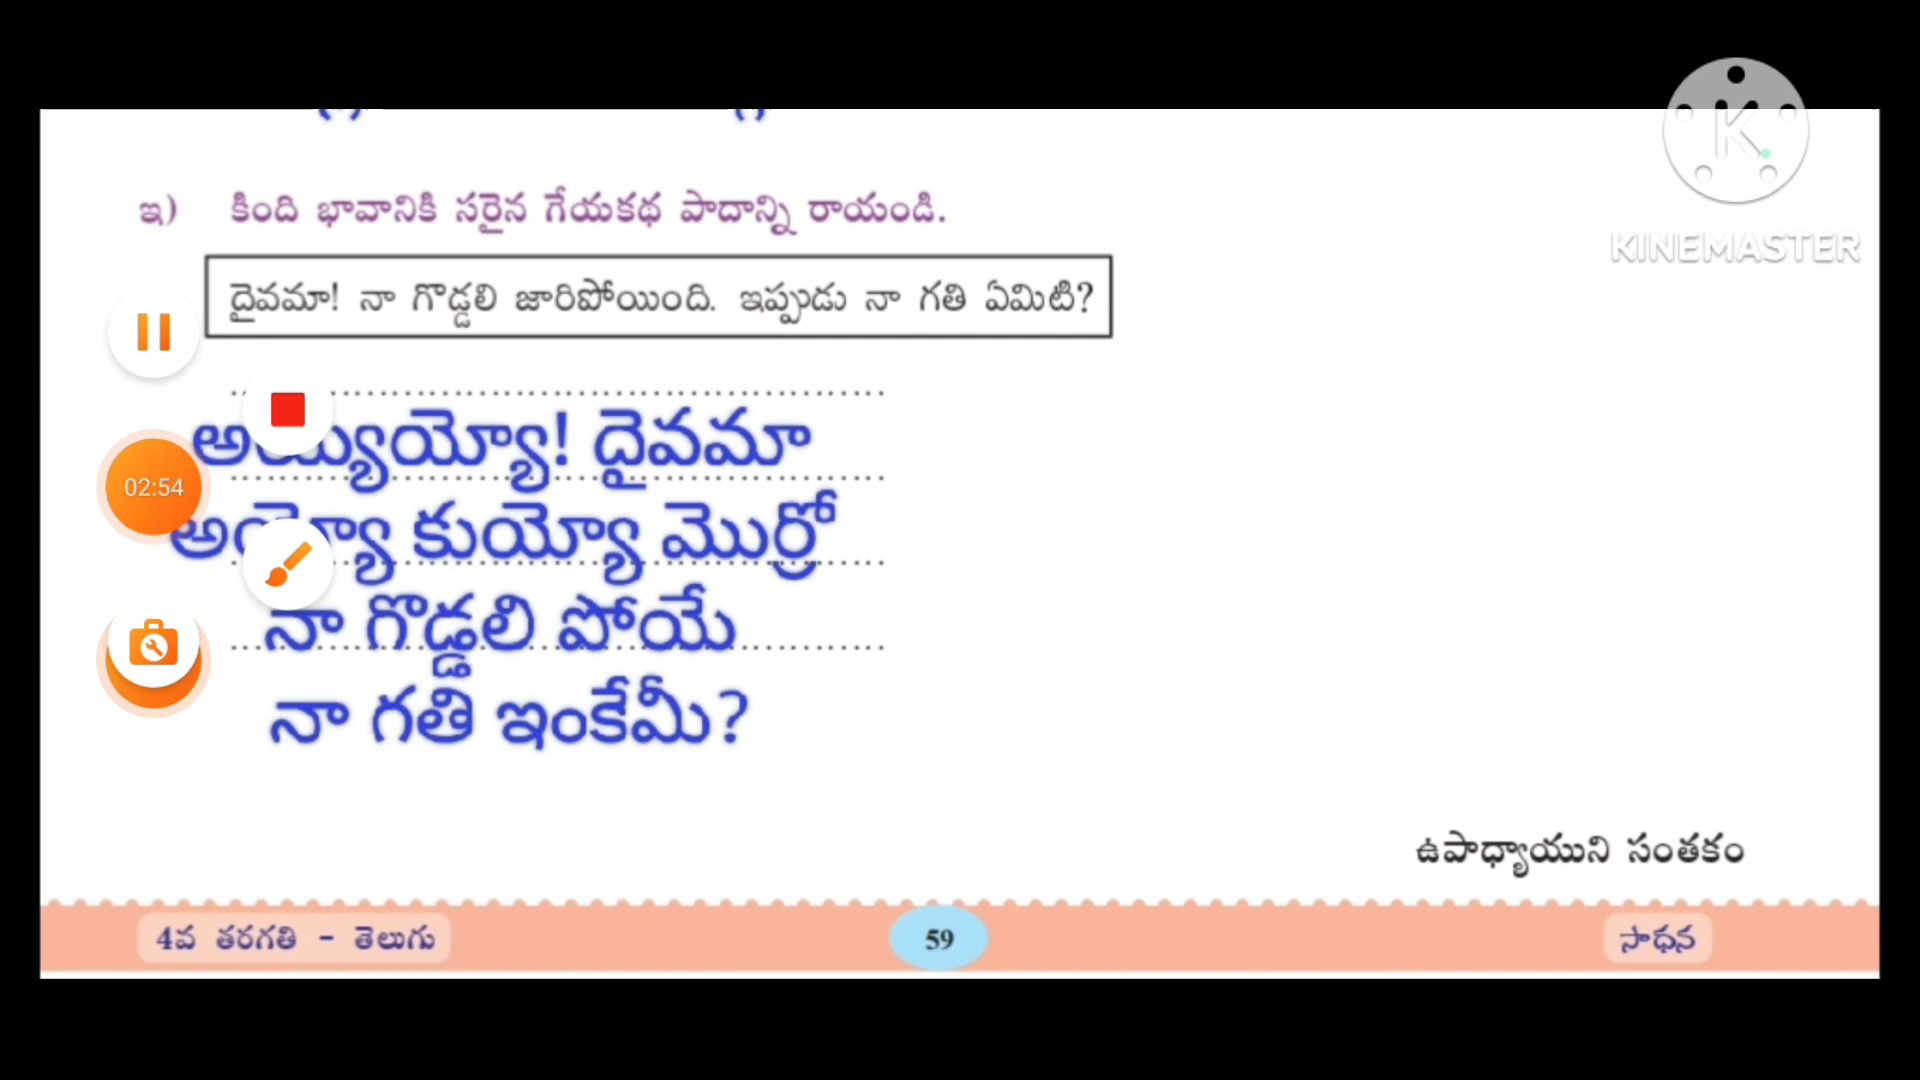 KINEMASTER
ఇ) కింది భావానికి సరైన గేయకథ పాదాన్ని రాయండి.
దైవమా! నా గొడ్డలి జారిపోయింది. ఇప్పుడు నా గతి ఏమిటి?
అయ్యయ్యో! దైవమా
02:54
అయ్యో కుయ్యో మొర్రో
నా గొడ్డలి పోయే
నా గతి ఇంకేమీ?
ఉపాధ్యాయుని సంతకం
4వ తరగతి - తెలుగు 59 సాధన